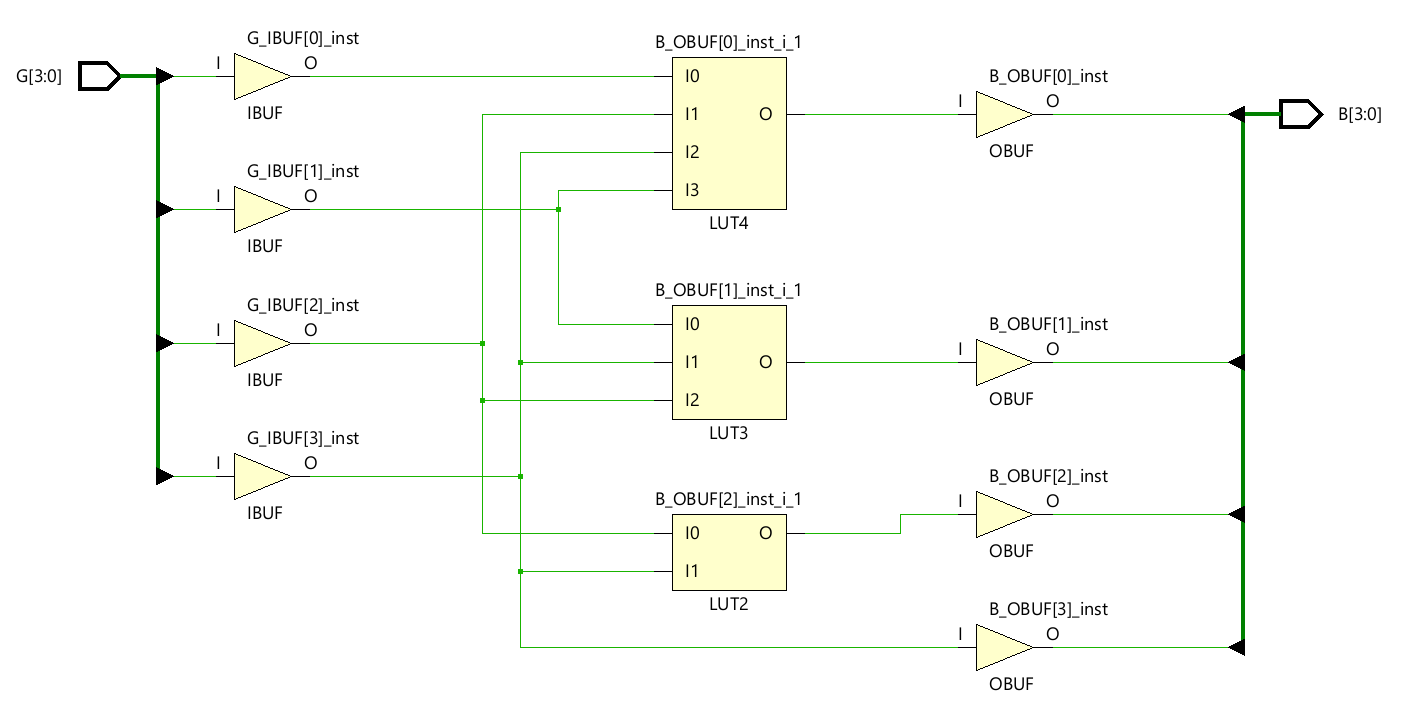 G[3:0]
G_IBUF[0]_inst
I
O
IBUF
G_IBUF[1]_inst
I
O
IBUF
G_IBUF[2]_inst
I
O
IBUF
G_IBUF[3]_inst
I
O
IBUF
B_OBUF[0]_inst_i_1
I0
I1
I2
I3
O
LUT4
B_OBUF[1]_inst_i_1
I0
I1
I2
O
LUT3
B_OBUF[2]_inst_i_1
I0
I1
O
LUT2
B_OBUF[0]_inst
I
O
OBUF
B_OBUF[1]_inst
I
O
OBUF
B_OBUF[2]_inst
I
O
OBUF
B_OBUF[3]_inst
I
O
OBUF
B[3:0]